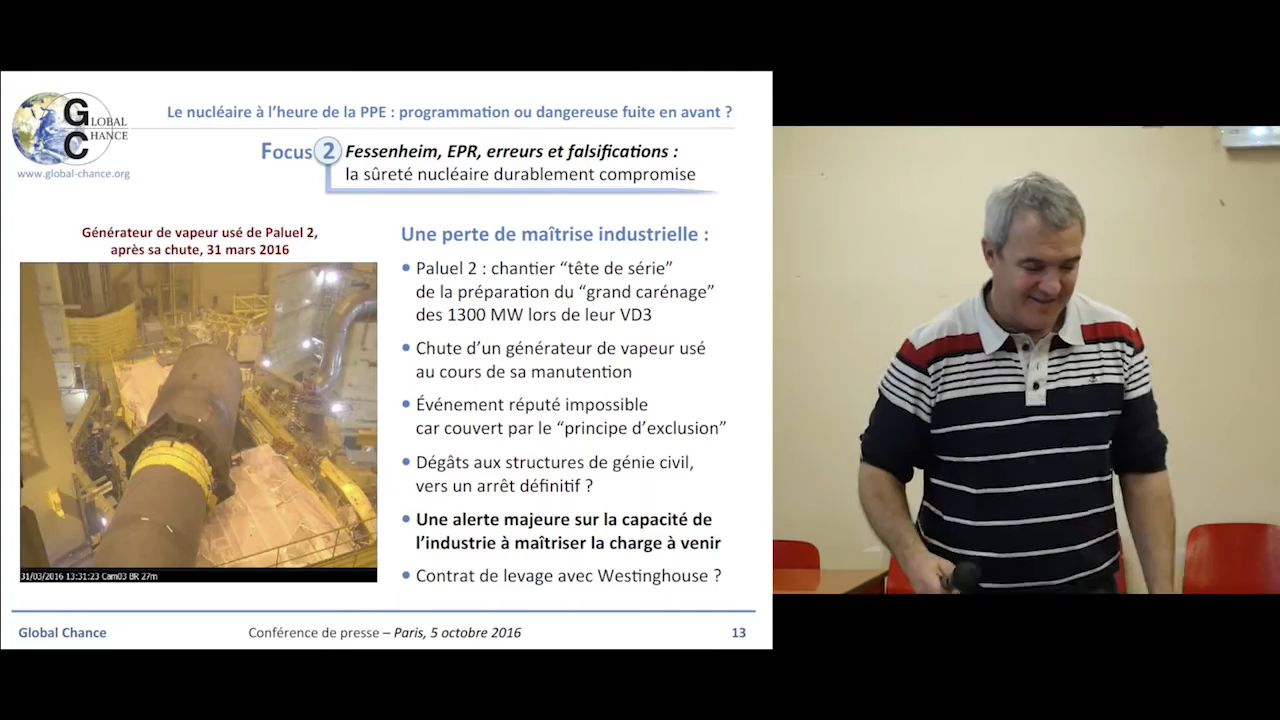 GLOBAL
CHANCE
www.global-chance.org
Le nucléaire à l'heure de la PPE : programmation ou dangereuse fuite en avant ?
Focus 2 Fessenheim, EPR, erreurs et falsifications :
la sûreté nucléaire durablement compromise
Générateur de vapeur usé de Paluel 2,
après sa chute, 31 mars 2016
31/03/2016 13:31:23 Cam03 BR 27m
Une perte de maîtrise industrielle :
• Paluel 2 : chantier “tête de série”
de la préparation du “grand carénage”
des 1300 MW lors de leur VD3
• Chute d’un générateur de vapeur usé
au cours de sa manutention
• Événement réputé impossible
car couvert par le “principe d’exclusion”
• Dégâts aux structures de génie civil,
vers un arrêt définitif ?
• Une alerte majeure sur la capacité de
l’industrie à maîtriser la charge à venir
• Contrat de levage avec Westinghouse ?
Global Chance
Conférence de presse – Paris, 5 octobre 2016
13